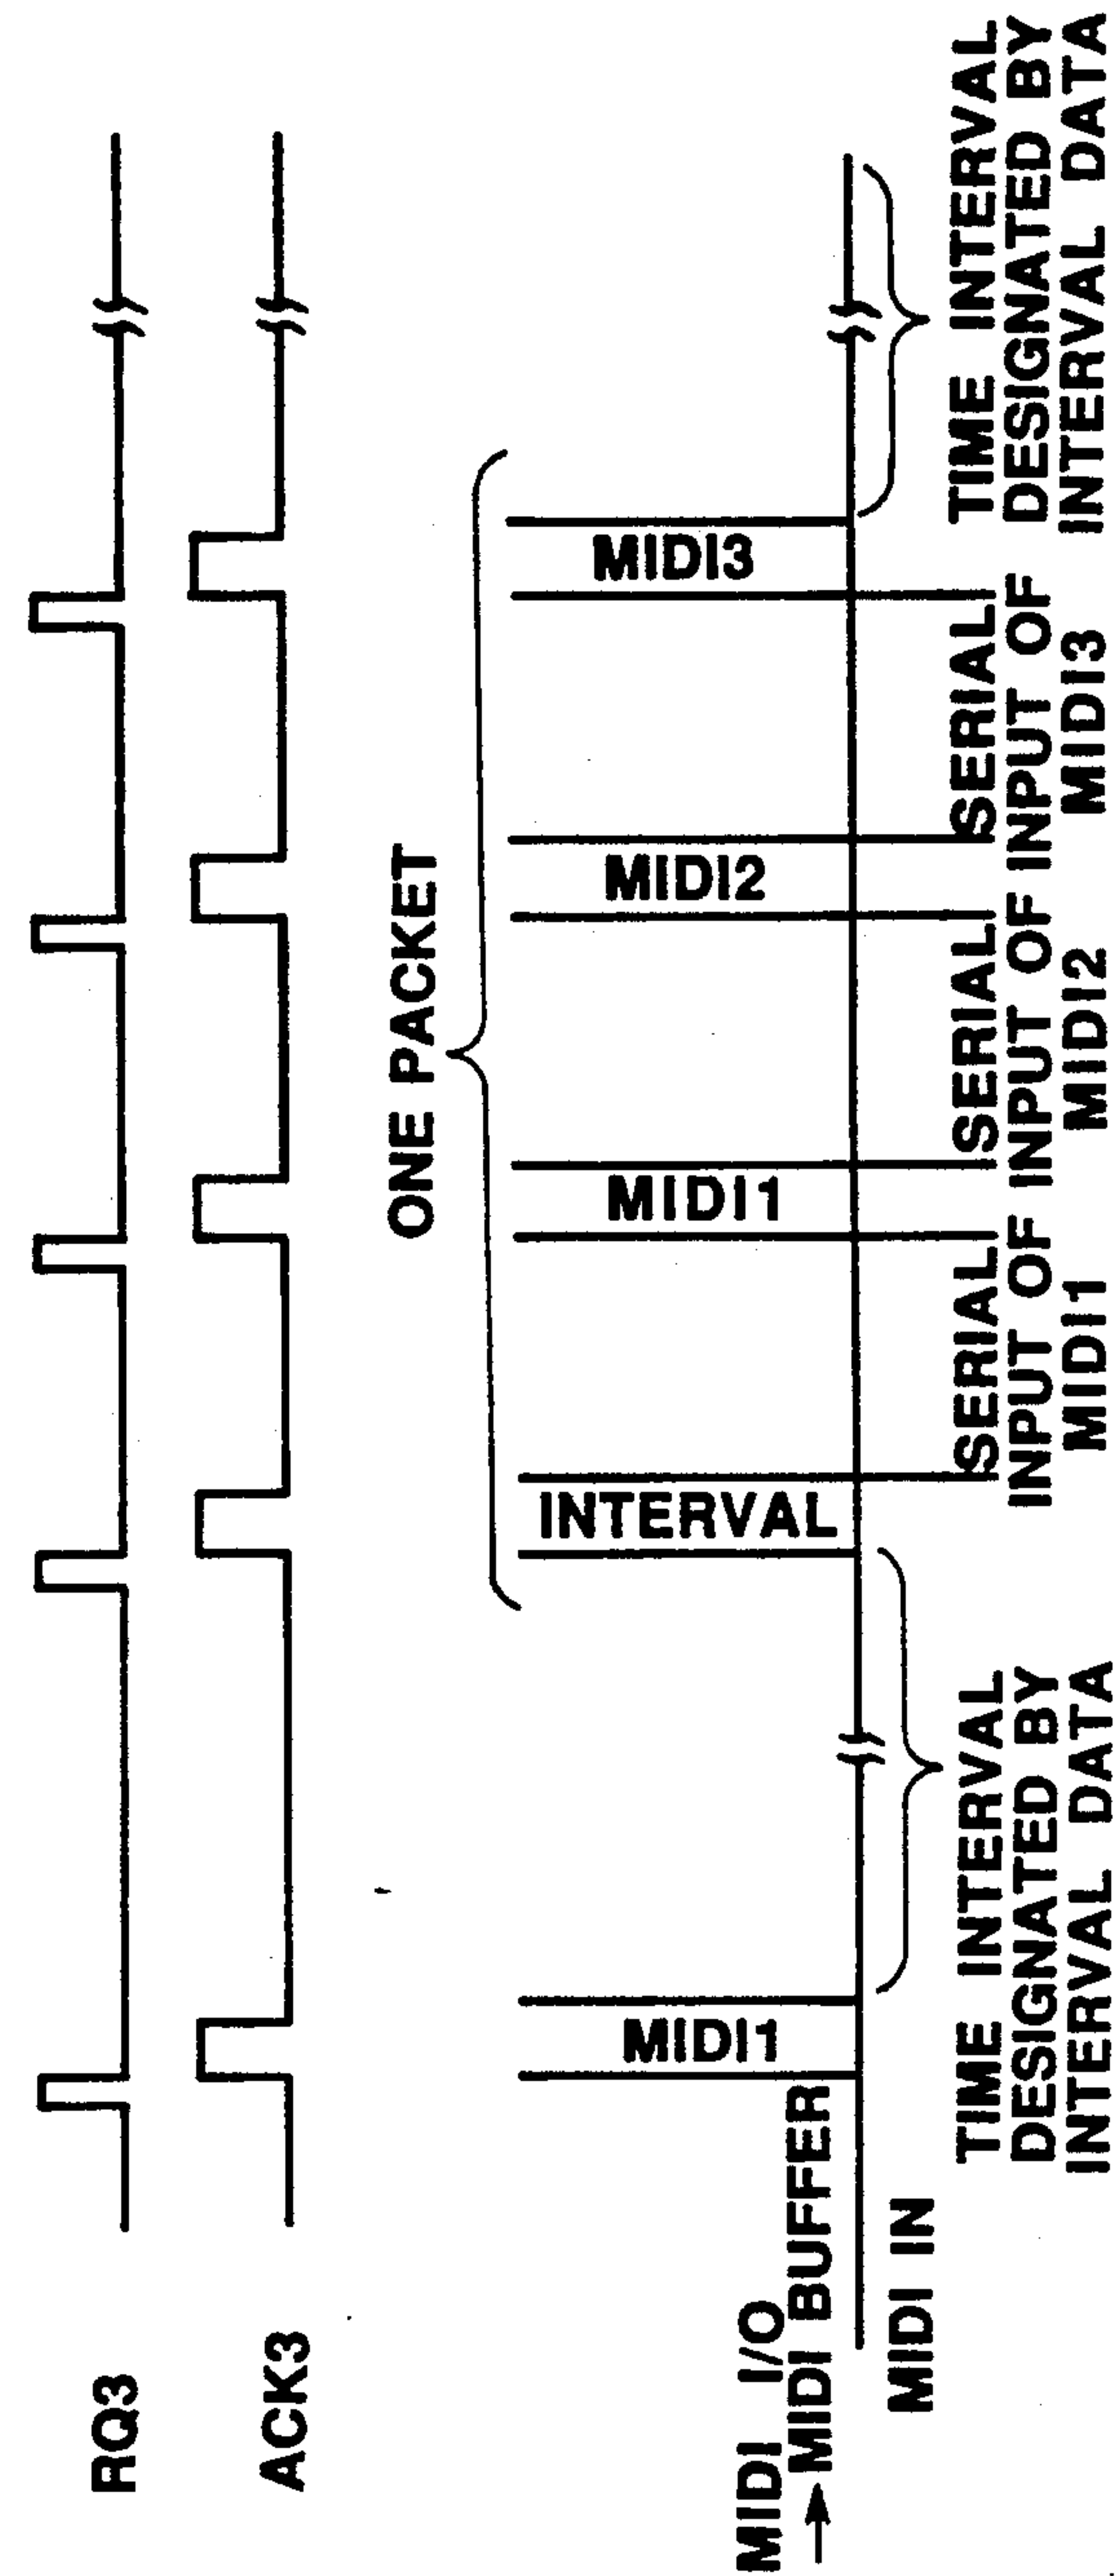 RQ3
ACK3
ONE PACKET
MIDI I/O
→ MIDI BUFFER
MIDI1
INTERVAL
MIDI1
MIDI2
MIDI3
MIDI IN
TIME INTERVAL
DESIGNATED BY
INTERVAL DATA
SERIAL
INPUT OF
MIDI1
SERIAL
INPUT OF
MIDI2
SERIAL
INPUT OF
MIDI3
TIME INTERVAL
DESIGNATED BY
INTERVAL DATA